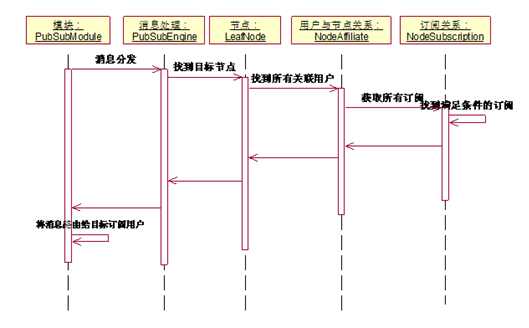 模块：
PubSubModule
消息处理：
PubSubEngine
节点：
LeafNode
用户与节点关系：
NodeAffiliate
订阅关系：
NodeSubscription
消息分发
找到目标节点
找到所有关联用户
获取所有订阅
找到满足条件的订阅
将消息路由给目标订阅用户